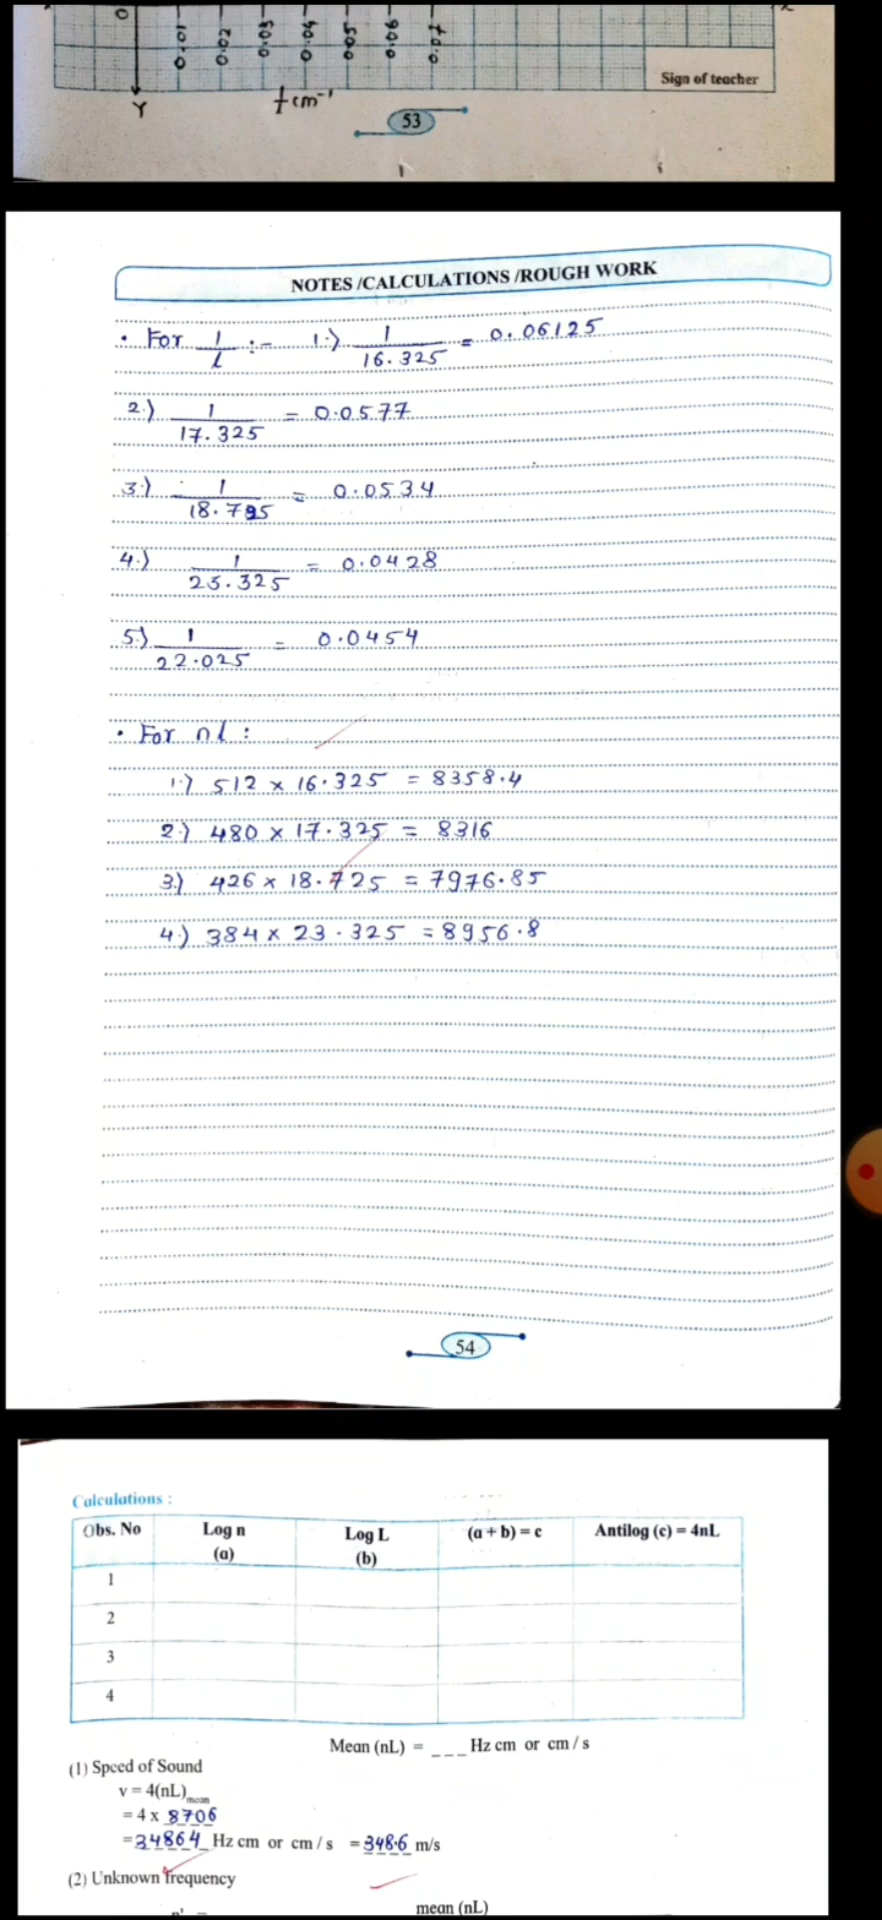 0
0.01
0.02
0.03
0.04
0.05
0.06
0.07
Y
Sign of teacher
53
NOTES /CALCULATIONS /ROUGH WORK
• For 1/L :- 1.) 1/16.325 = 0.06125
2.) 1/17.325 = 0.0577
3.) 1/18.725 = 0.0534
4.) 1/23.325 = 0.0428
5.) 1/22.025 = 0.0454
• For nl :
1.) 512 × 16.325 = 8358.4
2.) 480 × 17.325 = 8316
3.) 426 × 18.725 = 7976.85
4.) 384 × 23.325 = 8956.8
54
Calculations :
Obs. No Log n (a) Log L (b) (a + b) = c Antilog (c) = 4nL
1
2
3
4
Mean (nL) = _ _ _ Hz cm or cm / s
(1) Speed of Sound
v = 4(nL)mean
= 4 x 8706
= 34864 Hz cm or cm / s = 348.6 m/s
(2) Unknown frequency
n' =
mean (nL)